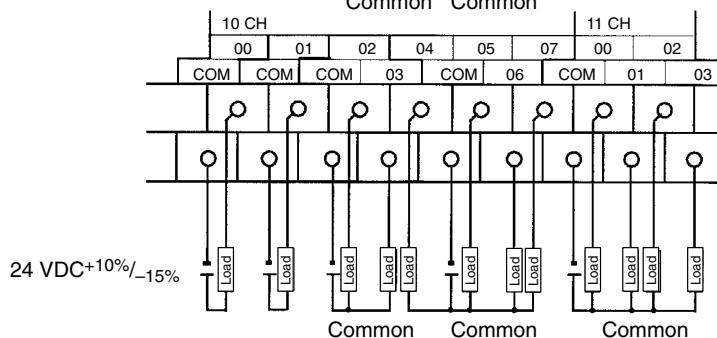 Common Common
10 CH 11 CH
00 01 02 04 05 07 00 02
COM COM COM 03 COM 06 COM 01 03
24 VDC+10%/–15%
Load Load Load Load Load Load Load Load Load Load Load Load
Common Common Common